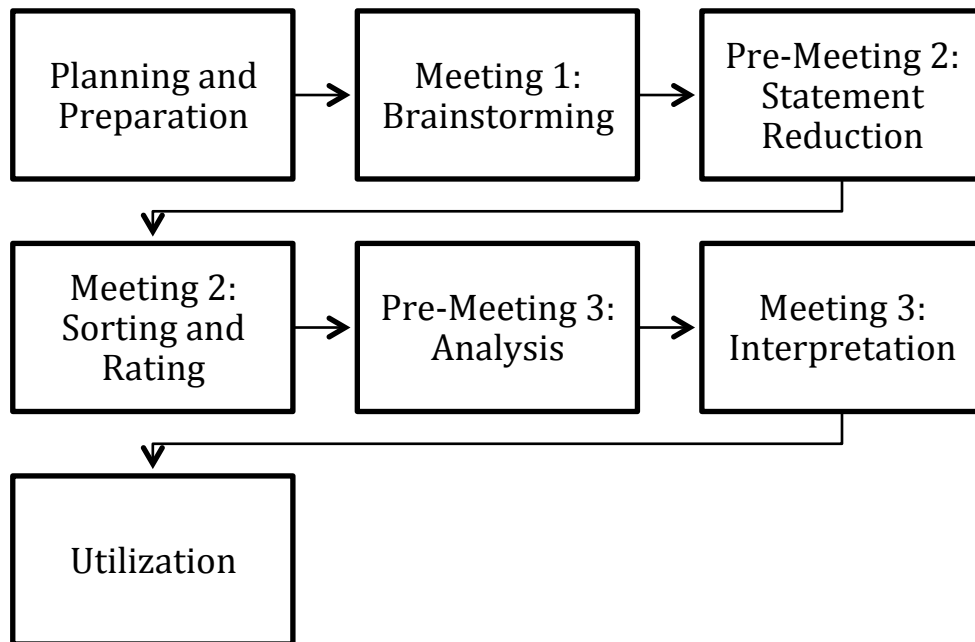 Planning and
Preparation
Meeting 1:
Brainstorming
Pre-Meeting 2:
Statement
Reduction
Meeting 2:
Sorting and
Rating
Pre-Meeting 3:
Analysis
Meeting 3:
Interpretation
Utilization